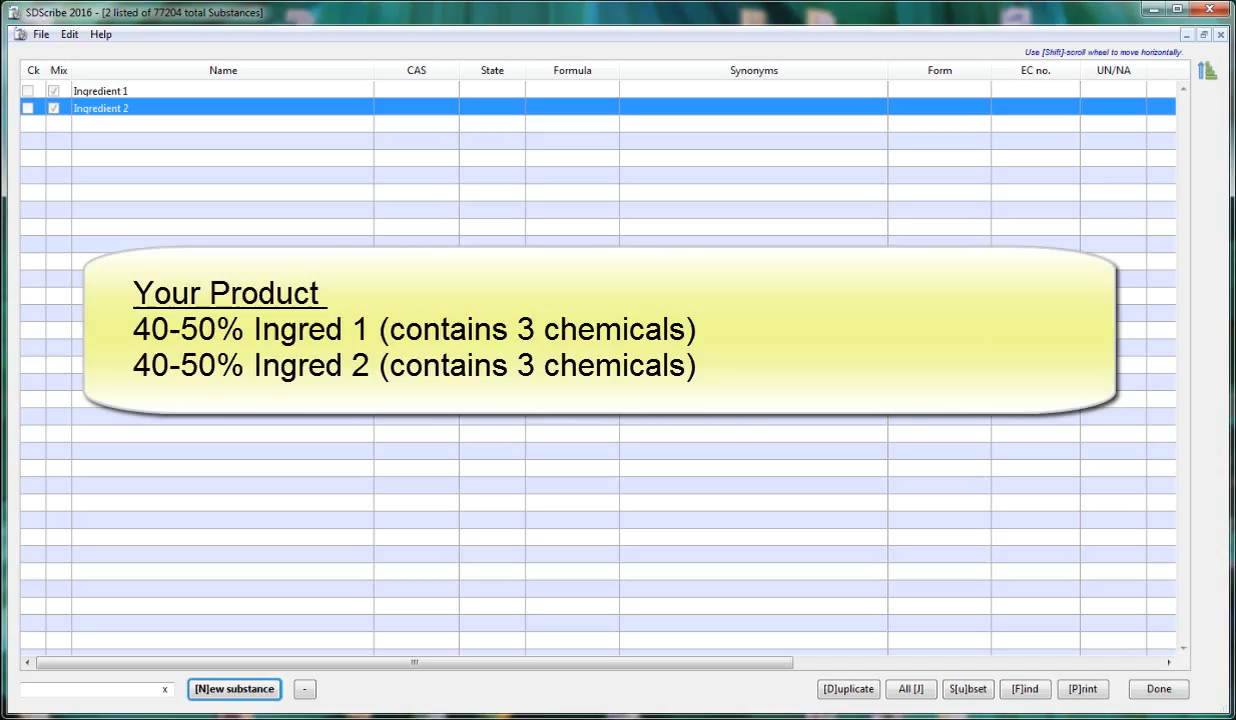 SDScribe 2016 - [2 listed of 77204 total Substances]
File Edit Help
Use [Shift]-scroll wheel to move horizontally.
Ck Mix Name CAS State Formula Synonyms Form EC no. UN/NA
Ingredient 1
Ingredient 2
Your Product
40-50% Ingred 1 (contains 3 chemicals)
40-50% Ingred 2 (contains 3 chemicals)
x [N]ew substance - [D]uplicate All [J] S[u]bset [F]ind [P]rint Done